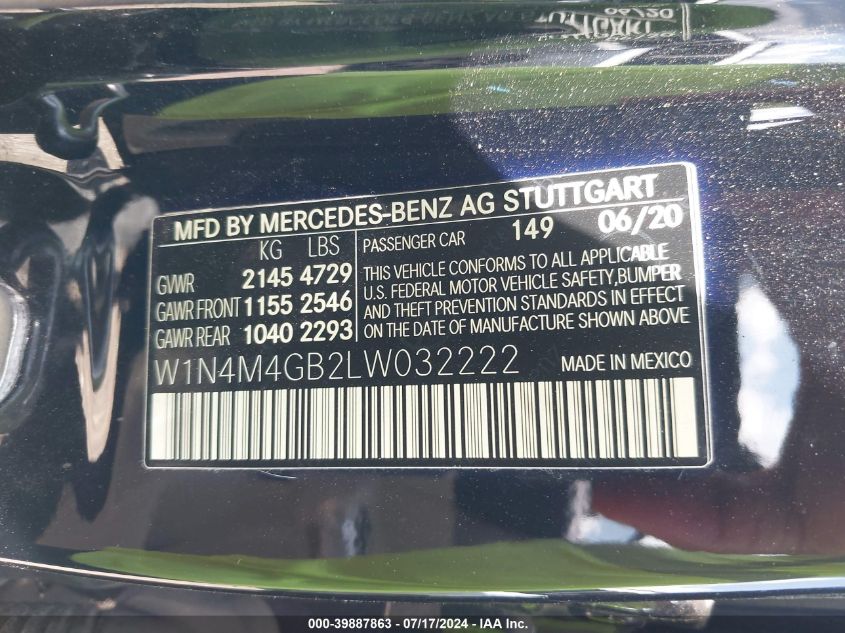 MFD BY MERCEDES-BENZ AG STUTTGART
KG LBS PASSENGER CAR 149 06/20
GVWR 2145 4729
GAWR FRONT 1155 2546
GAWR REAR 1040 2293
THIS VEHICLE CONFORMS TO ALL APPLICABLE
U.S. FEDERAL MOTOR VEHICLE SAFETY,BUMPER
AND THEFT PREVENTION STANDARDS IN EFFECT
ON THE DATE OF MANUFACTURE SHOWN ABOVE
W1N4M4GB2LW032222 MADE IN MEXICO
000-39887863 - 07/17/2024 - IAA Inc.